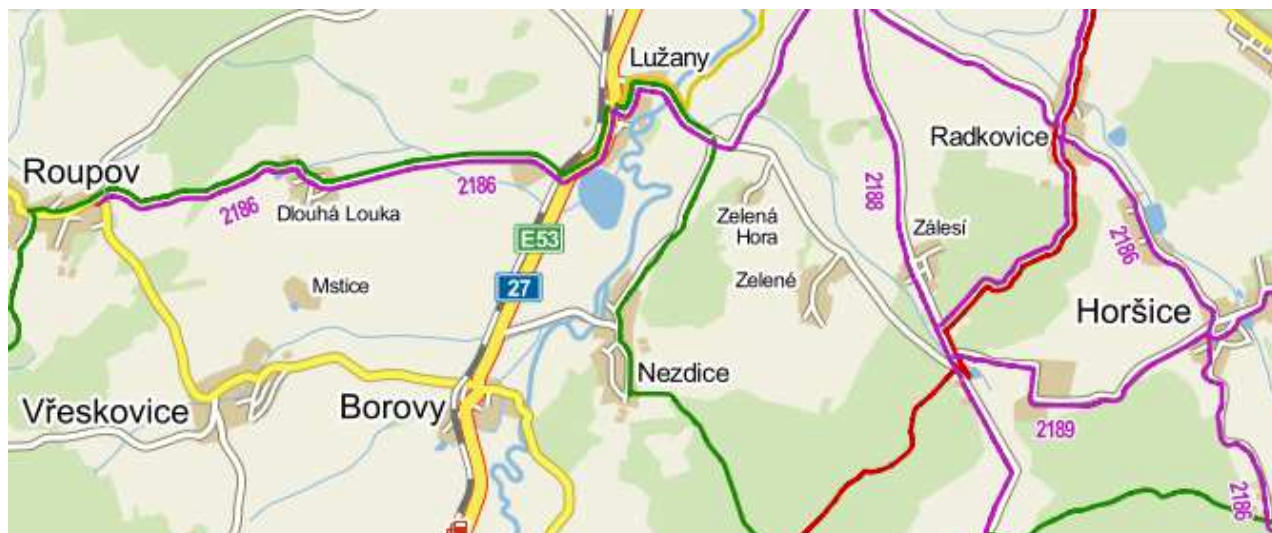 Lužany
Radkovice
Roupov
2186
2186
Dlouhá Louka
2188
Zelená
Hora
Zálesí
2186
E53
27
Mstice
Zelené
Horšice
Nezdice
Vřeskovice
Borovy
2189
2186